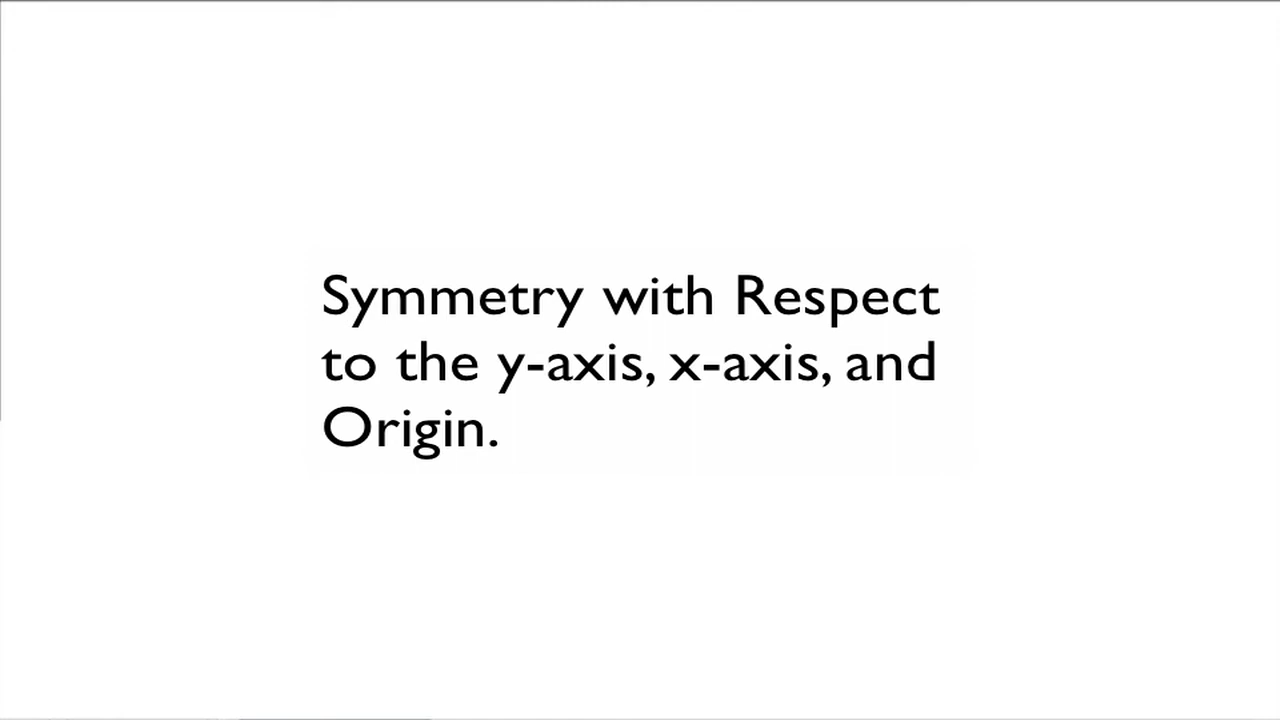 Symmetry with Respect
to the y-axis, x-axis, and
Origin.